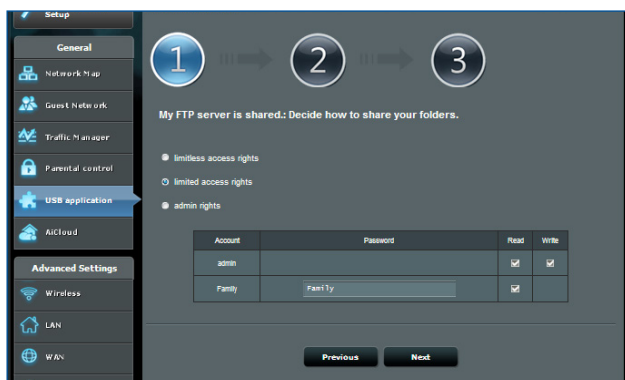 Setup
General
Network Map
Guest Network
Traffic Manager
Parental control
USB application
AiCloud
Advanced Settings
Wireless
LAN
WAN
1 2 3
My FTP server is shared.: Decide how to share your folders.
limitless access rights
limited access rights
admin rights
Account Password Read Write
admin
Family Family
Previous Next